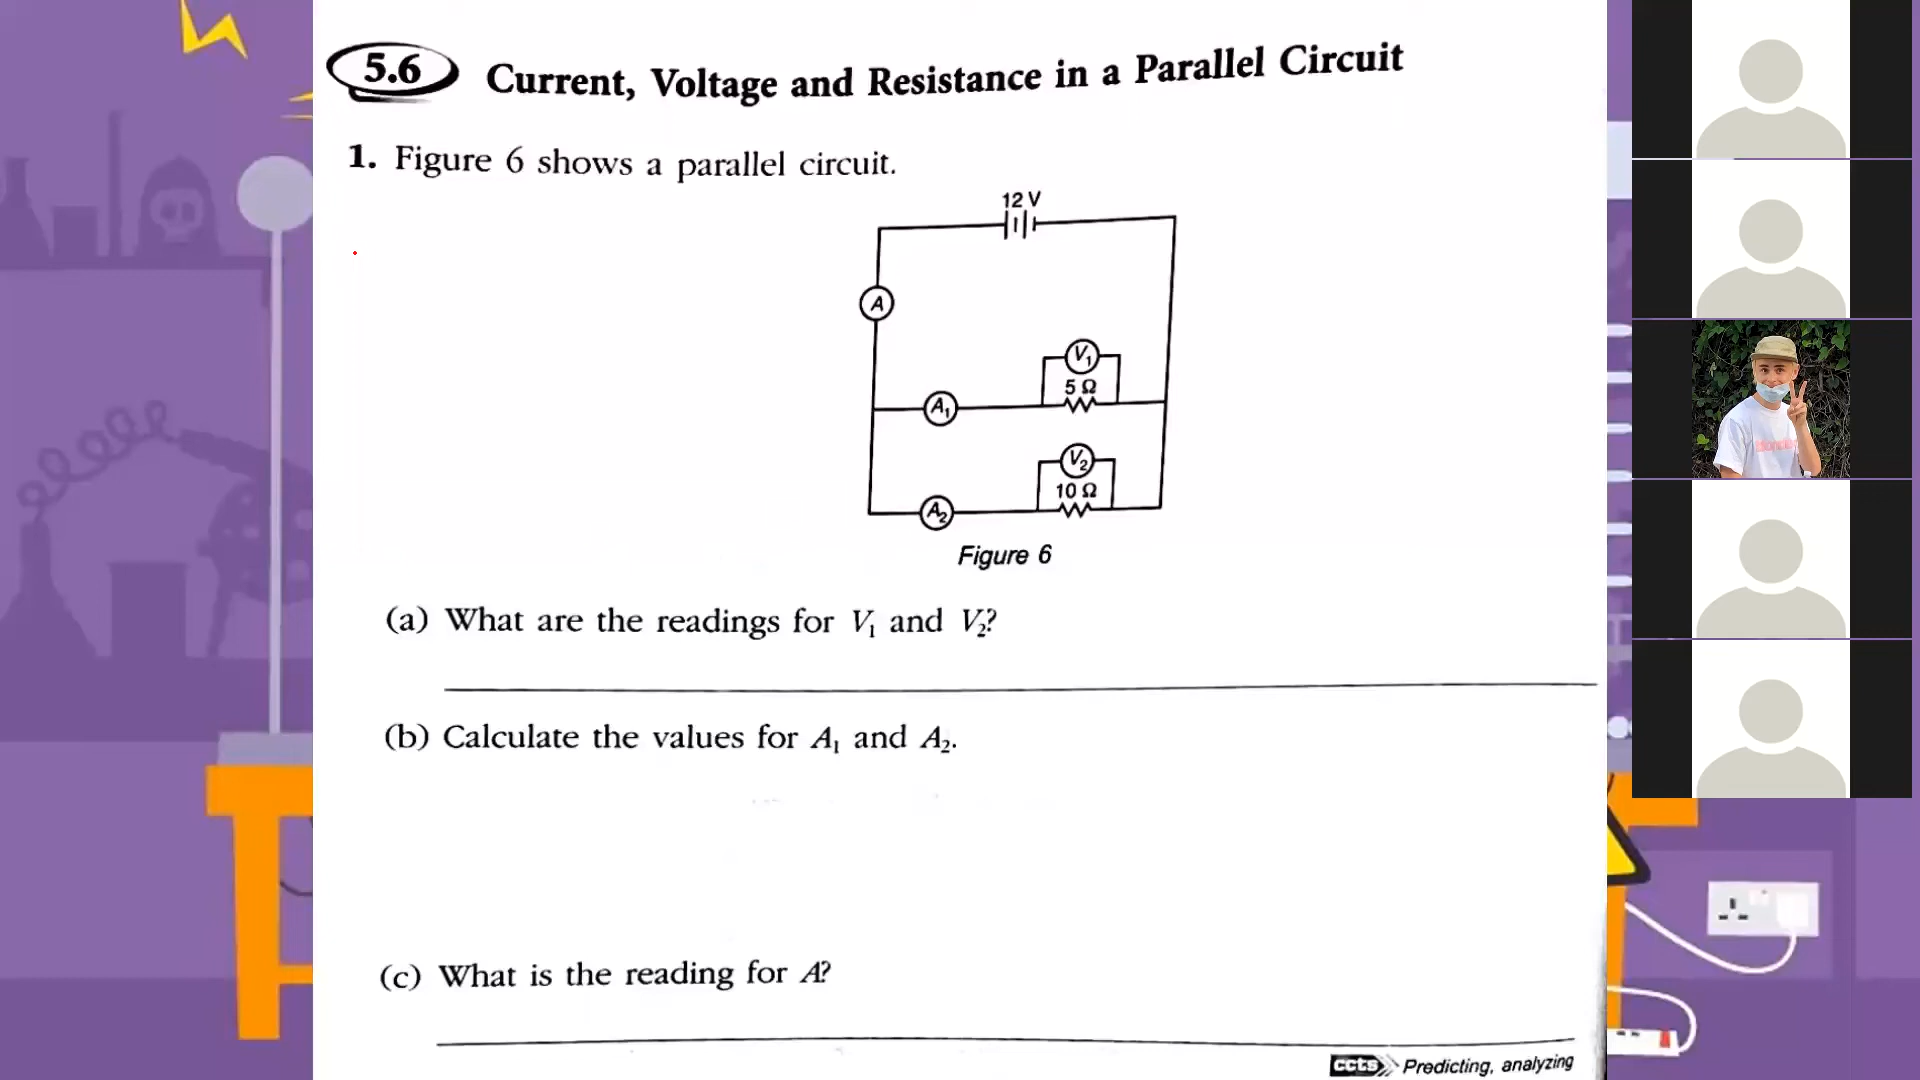 5.6 Current, Voltage and Resistance in a Parallel Circuit
1. Figure 6 shows a parallel circuit.
12 V
A
V1
5 Ω
A1
V2
10 Ω
A2
Figure 6
(a) What are the readings for V1 and V2?
(b) Calculate the values for A1 and A2.
(c) What is the reading for A?
ccts Predicting, analyzing